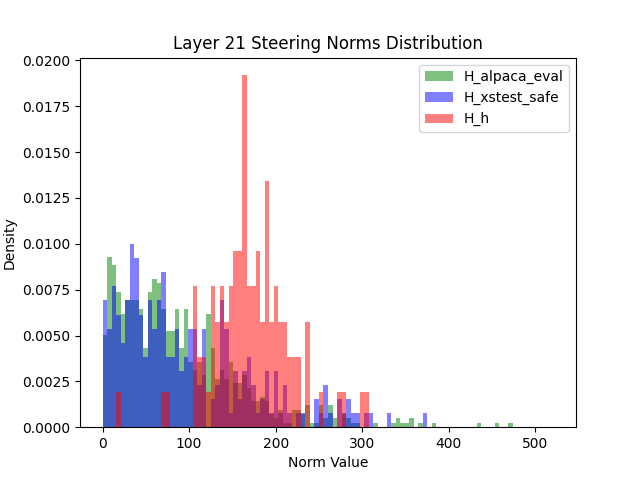 Layer 21 Steering Norms Distribution
H_alpaca_eval
H_xstest_safe
H_h
0.0200
0.0175
0.0150
0.0125
0.0100
0.0075
0.0050
0.0025
0.0000
Density
0 100 200 300 400 500
Norm Value